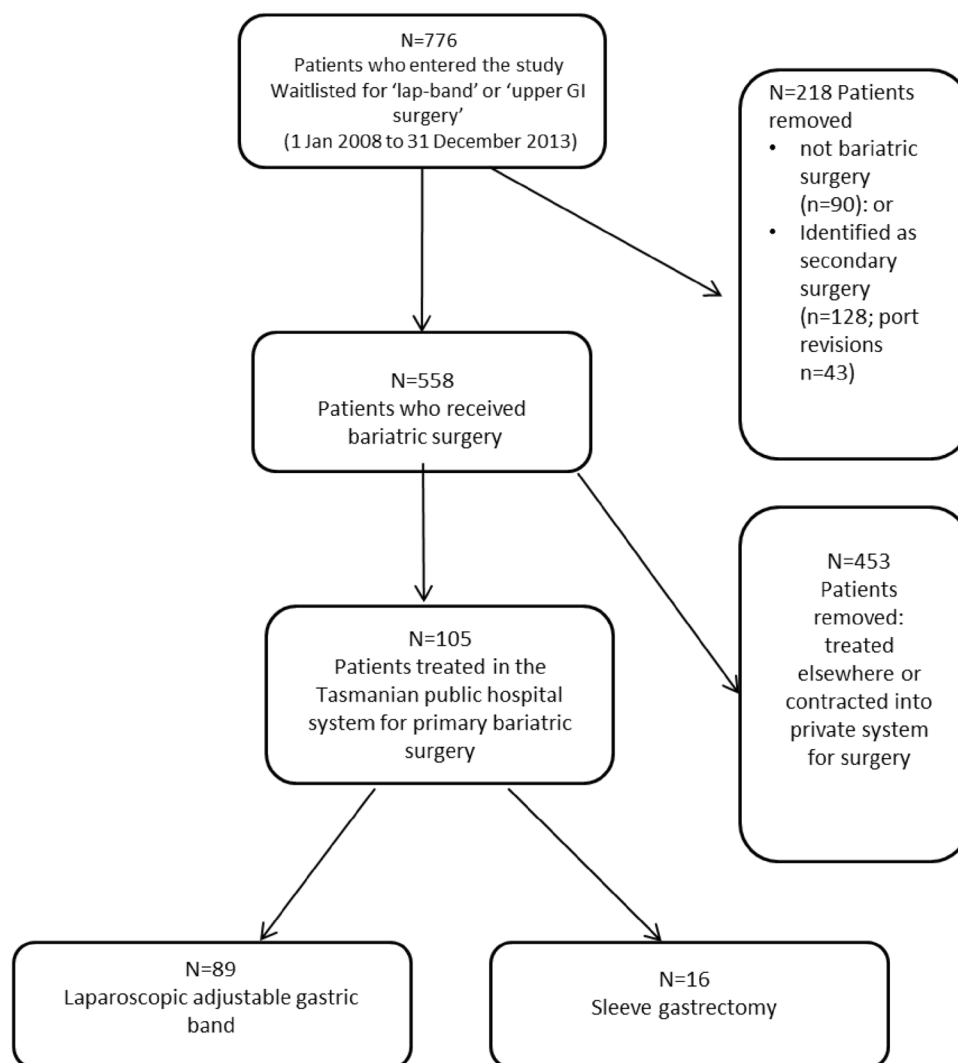 N=776
Patients who entered the study
Waitlisted for ‘lap-band’ or ‘upper GI
surgery’
(1 Jan 2008 to 31 December 2013)
N=218 Patients
removed
• not bariatric
surgery
(n=90): or
• Identified as
secondary
surgery
(n=128; port
revisions
n=43)
N=558
Patients who received
bariatric surgery
N=453
Patients
removed:
treated
elsewhere or
contracted into
private system
for surgery
N=105
Patients treated in the
Tasmanian public hospital
system for primary bariatric
surgery
N=89
Laparoscopic adjustable gastric
band
N=16
Sleeve gastrectomy